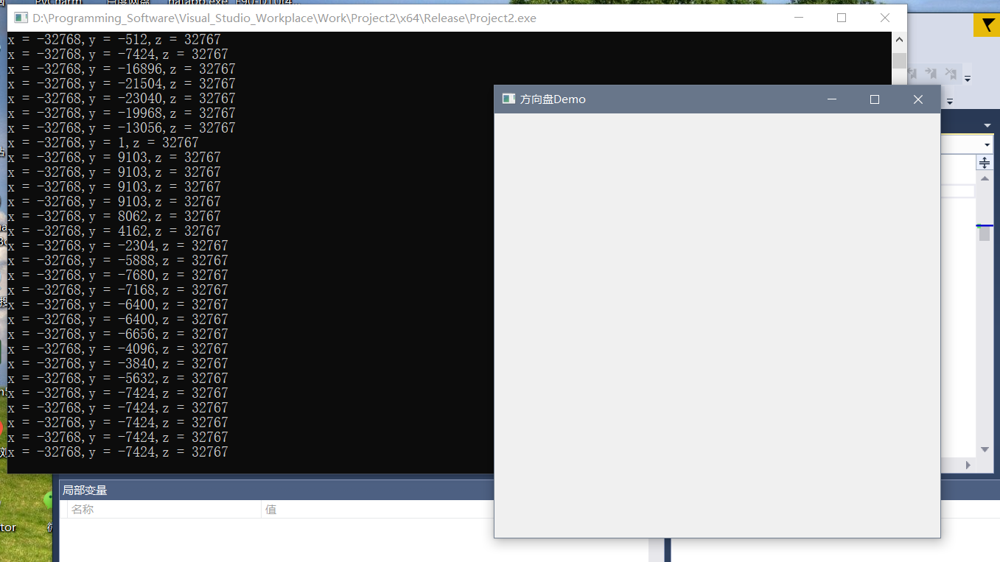 D:\Programming_Software\Visual_Studio_Workplace\Work\Project2\x64\Release\Project2.exe
x = -32768,y = -512,z = 32767
x = -32768,y = -7424,z = 32767
x = -32768,y = -16896,z = 32767
x = -32768,y = -21504,z = 32767
x = -32768,y = -23040,z = 32767
x = -32768,y = -19968,z = 32767
x = -32768,y = -13056,z = 32767
x = -32768,y = 1,z = 32767
x = -32768,y = 9103,z = 32767
x = -32768,y = 9103,z = 32767
x = -32768,y = 9103,z = 32767
x = -32768,y = 9103,z = 32767
x = -32768,y = 8062,z = 32767
x = -32768,y = 4162,z = 32767
x = -32768,y = -2304,z = 32767
x = -32768,y = -5888,z = 32767
x = -32768,y = -7680,z = 32767
x = -32768,y = -7168,z = 32767
x = -32768,y = -6400,z = 32767
x = -32768,y = -6400,z = 32767
x = -32768,y = -6656,z = 32767
x = -32768,y = -4096,z = 32767
x = -32768,y = -3840,z = 32767
x = -32768,y = -5632,z = 32767
x = -32768,y = -7424,z = 32767
x = -32768,y = -7424,z = 32767
x = -32768,y = -7424,z = 32767
x = -32768,y = -7424,z = 32767
x = -32768,y = -7424,z = 32767
方向盘Demo
局部变量
名称 值
tor